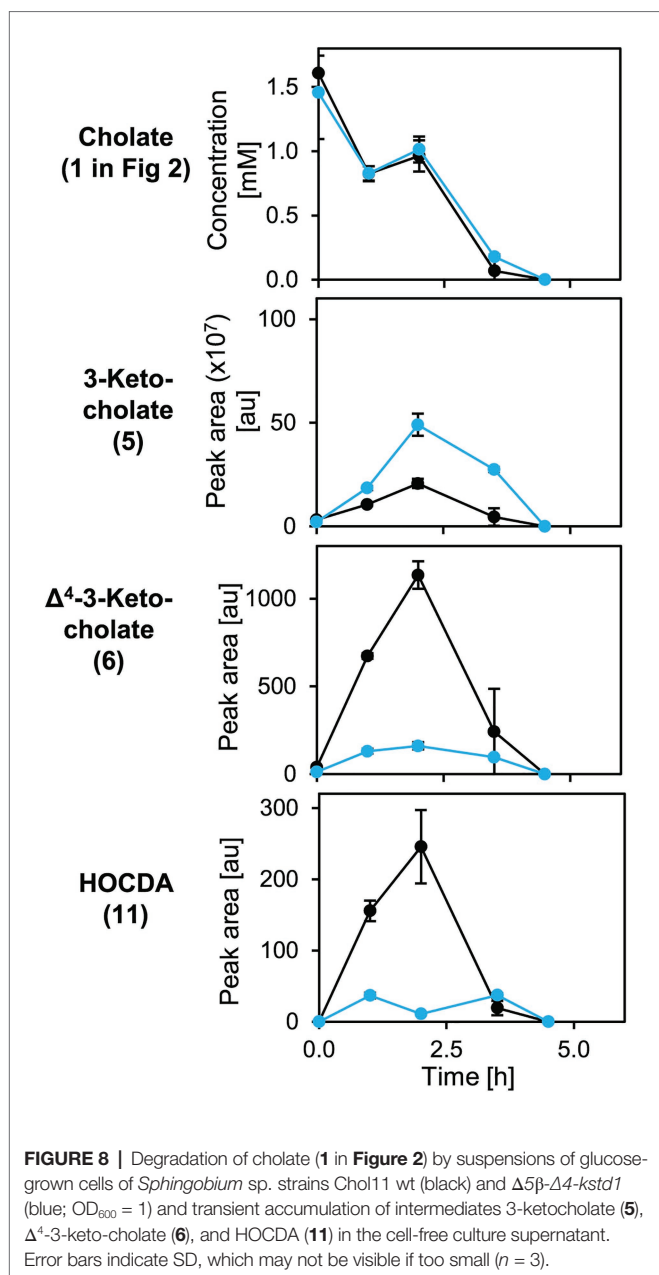 Cholate
(1 in Fig 2)
Concentration
[mM]
1.5
1.0
0.5
0.0
3-Keto-
cholate
(5)
Peak area (x10⁷)
[au]
100
50
0
Δ⁴-3-Keto-
cholate
(6)
Peak area [au]
1000
500
0
HOCDA
(11)
Peak area [au]
300
200
100
0
0.0 2.5 5.0
Time [h]
FIGURE 8 | Degradation of cholate (1 in Figure 2) by suspensions of glucose-
grown cells of Sphingobium sp. strains Chol11 wt (black) and Δ5β-Δ4-kstd1
(blue; OD₆₀₀ = 1) and transient accumulation of intermediates 3-ketocholate (5),
Δ⁴-3-keto-cholate (6), and HOCDA (11) in the cell-free culture supernatant.
Error bars indicate SD, which may not be visible if too small (n = 3).